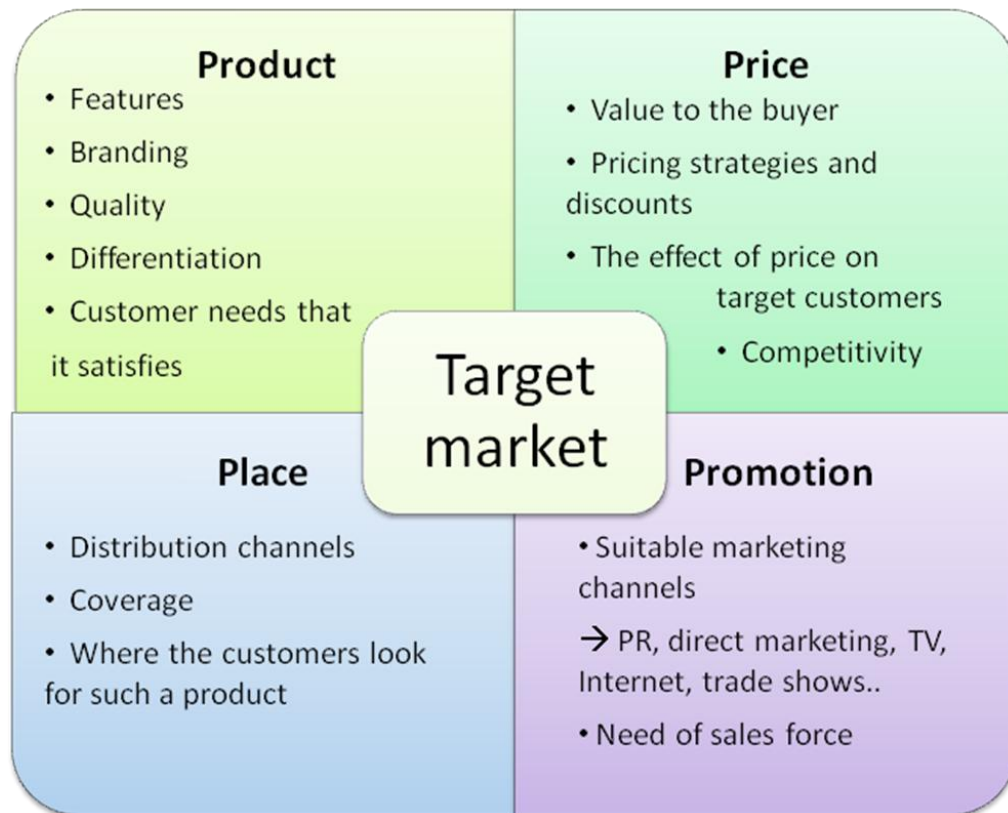 Product
• Features
• Branding
• Quality
• Differentiation
• Customer needs that
it satisfies
Price
• Value to the buyer
• Pricing strategies and
discounts
• The effect of price on
target customers
• Competitivity
Target
market
Place
• Distribution channels
• Coverage
• Where the customers look
for such a product
Promotion
• Suitable marketing
channels
→ PR, direct marketing, TV,
Internet, trade shows..
• Need of sales force